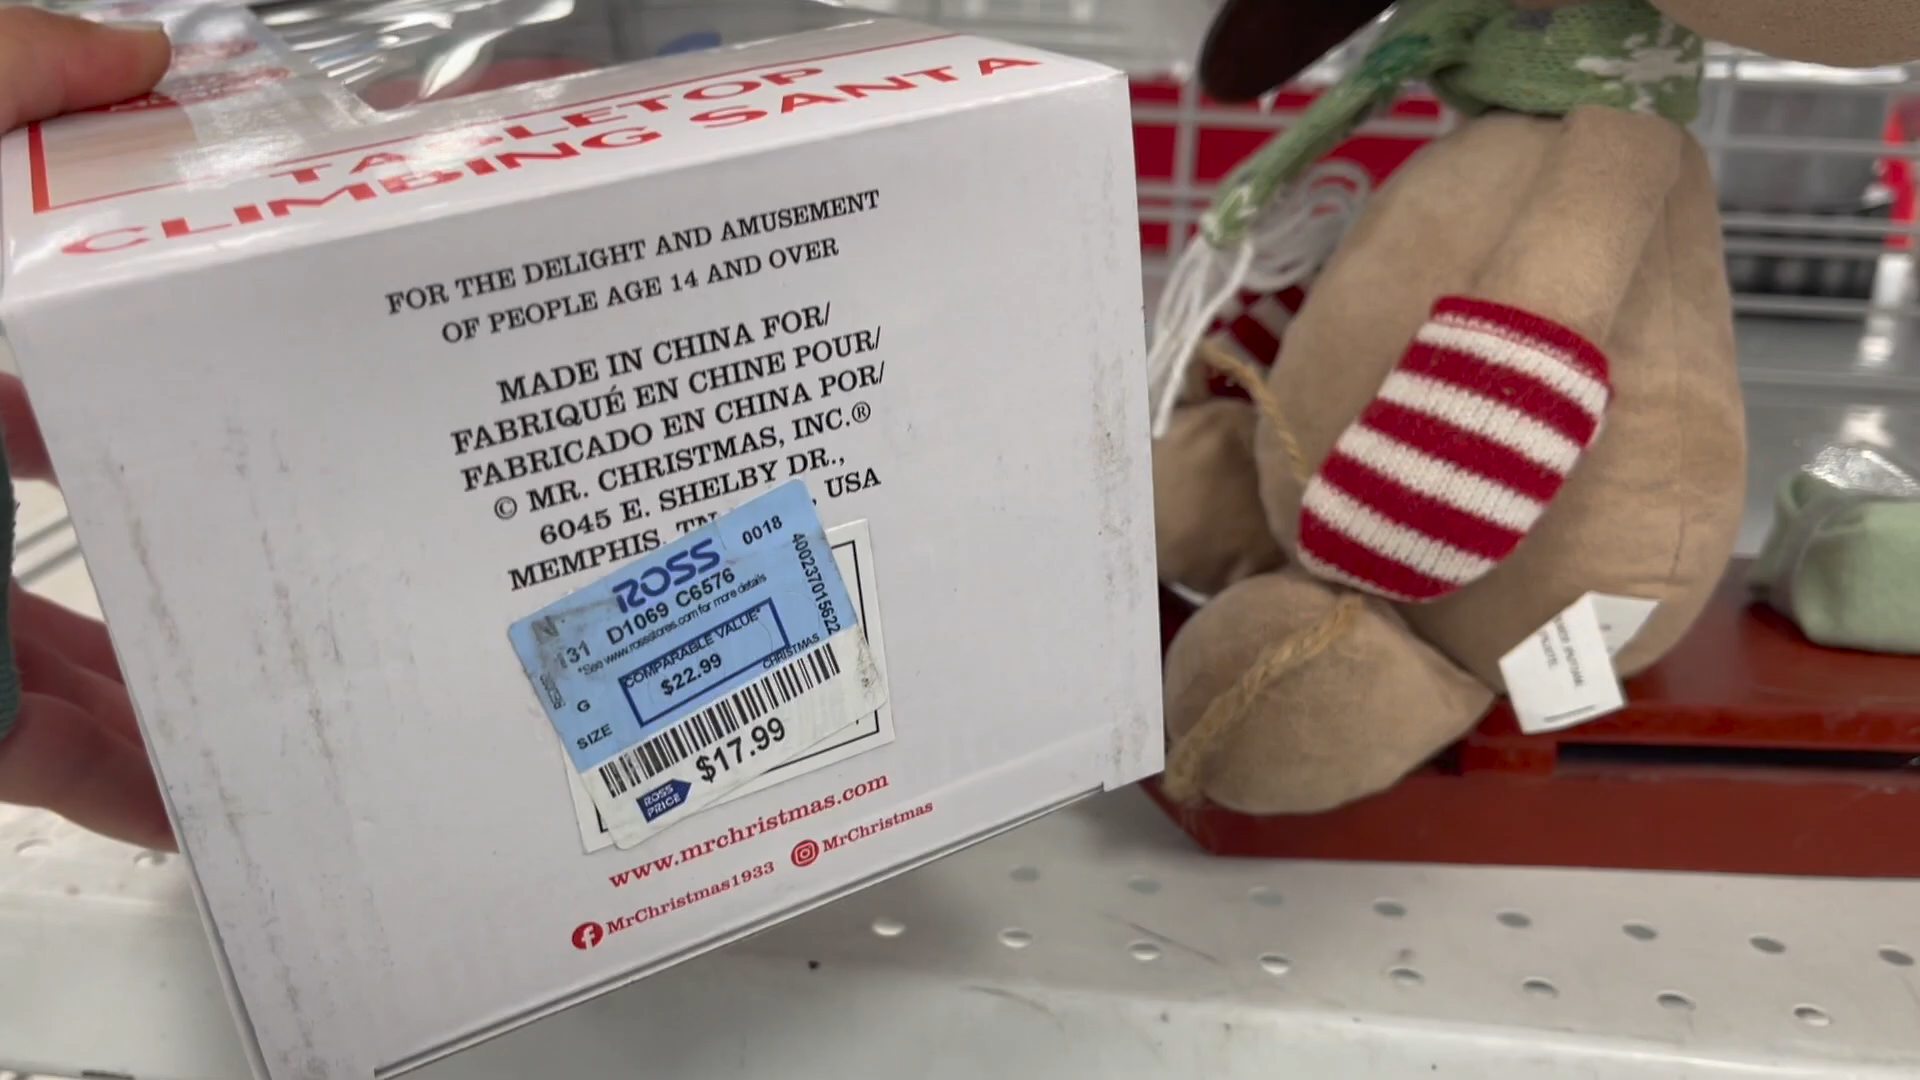 TABLETOP
CLIMBING SANTA
FOR THE DELIGHT AND AMUSEMENT
OF PEOPLE AGE 14 AND OVER
MADE IN CHINA FOR/
FABRIQUÉ EN CHINE POUR/
FABRICADO EN CHINA POR/
© MR. CHRISTMAS, INC.®
6045 E. SHELBY DR.,
MEMPHIS, TN , USA
ROSS
0018
D1069 C6576
*See www.rossstores.com for more details
131
400237015622
COMPARABLE VALUE*
$22.99
G
CHRISTMAS
SIZE
$17.99
ROSS
PRICE
www.mrchristmas.com
MrChristmas1933
MrChristmas